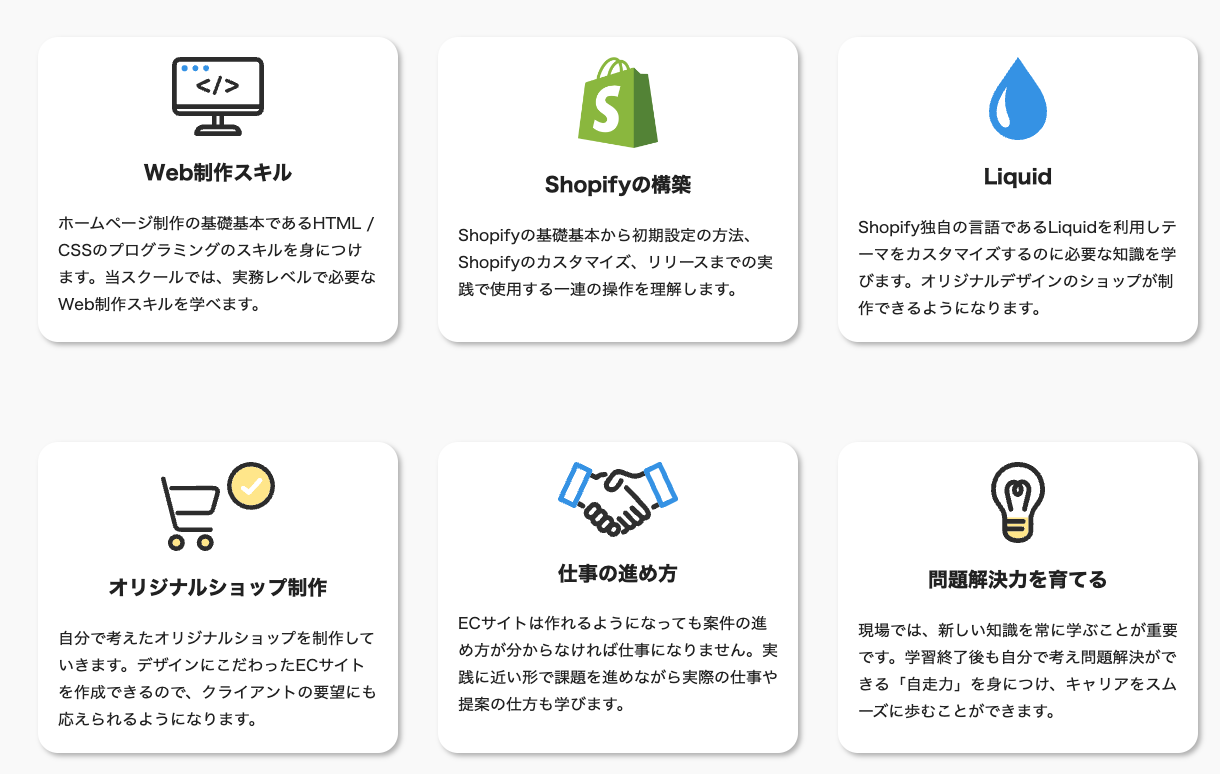 </>
Web制作スキル
ホームページ制作の基礎基本であるHTML /
CSSのプログラミングのスキルを身につけ
ます。当スクールでは、実務レベルで必要な
Web制作スキルを学べます。
S
Shopifyの構築
Shopifyの基礎基本から初期設定の方法、
Shopifyのカスタマイズ、リリースまでの実
践で使用する一連の操作を理解します。
Liquid
Shopify独自の言語であるLiquidを利用しテ
ーマをカスタマイズするのに必要な知識を学
びます。オリジナルデザインのショップが制
作できるようになります。
オリジナルショップ制作
自分で考えたオリジナルショップを制作して
いきます。デザインにこだわったECサイト
を作成できるので、クライアントの要望にも
応えられるようになります。
仕事の進め方
ECサイトは作れるようになっても案件の進
め方が分からなければ仕事になりません。実
践に近い形で課題を進めながら実際の仕事や
提案の仕方も学びます。
問題解決力を育てる
現場では、新しい知識を常に学ぶことが重要
です。学習終了後も自分で考え問題解決がで
きる「自走力」を身につけ、キャリアをスム
ーズに歩むことができます。